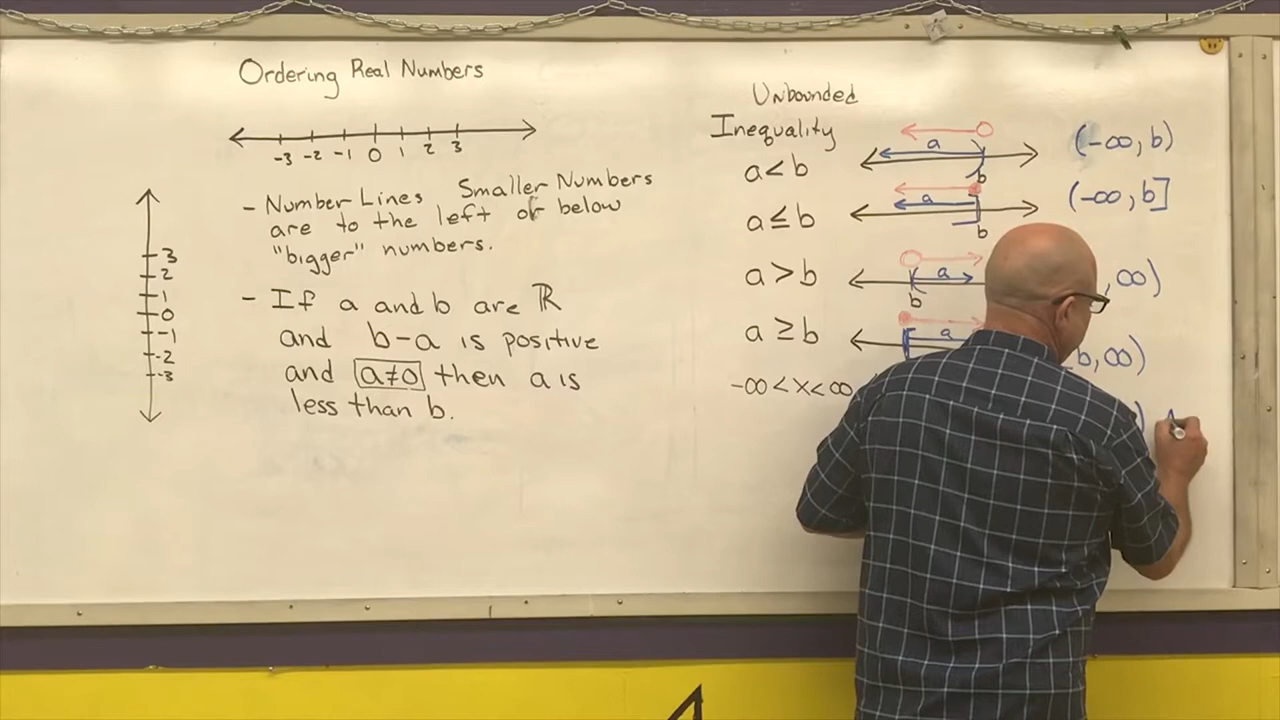 Ordering Real Numbers
-3 -2 -1 0 1 2 3
- Number Lines Smaller Numbers
are to the left or below
"bigger" numbers.
3
2
1
0
-1
-2
-3
- If a and b are ℝ
and b-a is positive
and a≠0 then a is
less than b.
Unbounded
Inequality
a<b a b (-∞, b)
a≤b a b (-∞, b]
a>b a b , ∞)
a≥b a b, ∞)
-∞<x<∞ )